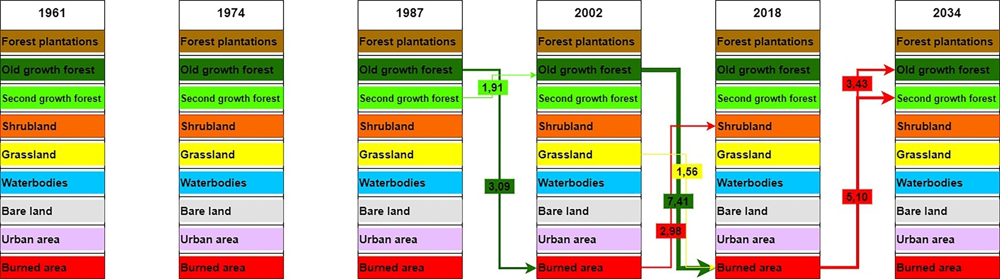 1961
Forest plantations
Old growth forest
Second growth forest
Shrubland
Grassland
Waterbodies
Bare land
Urban area
Burned area
1974
Forest plantations
Old growth forest
Second growth forest
Shrubland
Grassland
Waterbodies
Bare land
Urban area
Burned area
1987
Forest plantations
Old growth forest
Second growth forest
Shrubland
Grassland
Waterbodies
Bare land
Urban area
Burned area
1,91
3,09
2002
Forest plantations
Old growth forest
Second growth forest
Shrubland
Grassland
Waterbodies
Bare land
Urban area
Burned area
1,56
7,41
2,98
2018
Forest plantations
Old growth forest
Second growth forest
Shrubland
Grassland
Waterbodies
Bare land
Urban area
Burned area
3,43
5,10
2034
Forest plantations
Old growth forest
Second growth forest
Shrubland
Grassland
Waterbodies
Bare land
Urban area
Burned area